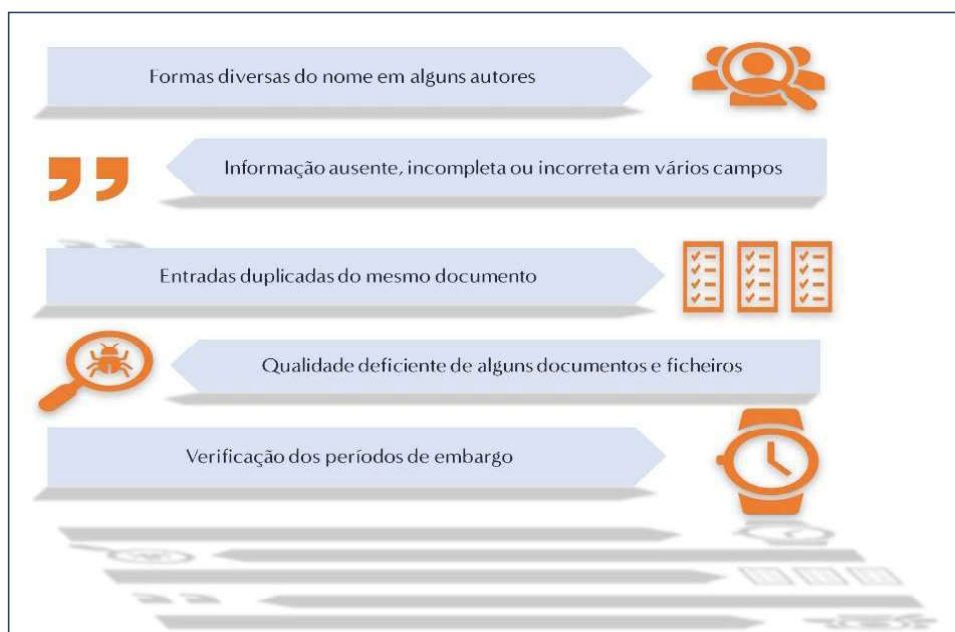 Formas diversas do nome em alguns autores
Informação ausente, incompleta ou incorreta em vários campos
Entradas duplicadas do mesmo documento
Qualidade deficiente de alguns documentos e ficheiros
Verificação dos períodos de embargo